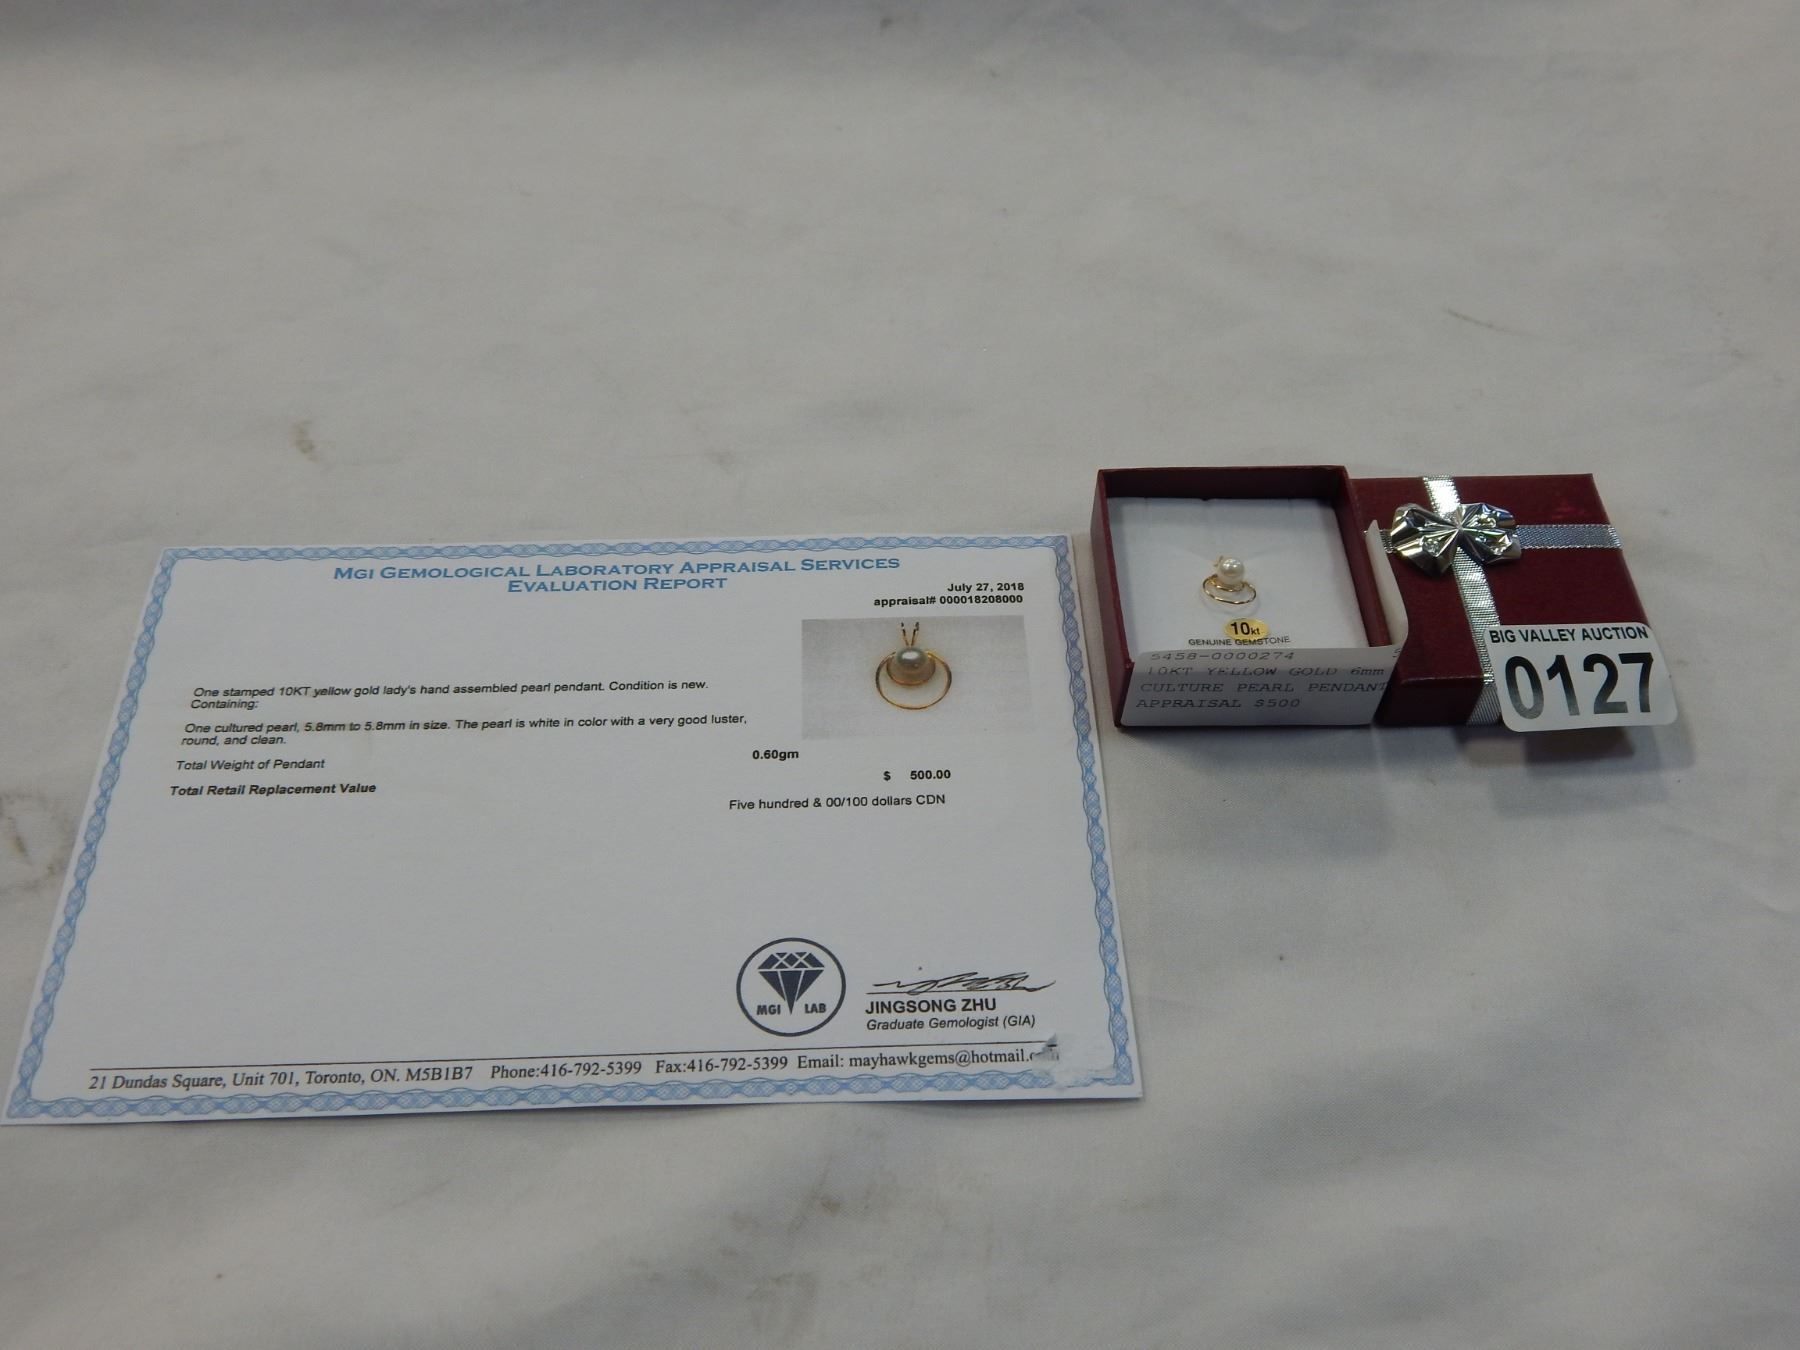 MGI GEMOLOGICAL LABORATORY APPRAISAL SERVICES
EVALUATION REPORT
July 27, 2018
appraisal# 000018208000
One stamped 10KT yellow gold lady's hand assembled pearl pendant. Condition is new.
Containing:
One cultured pearl, 5.8mm to 5.8mm in size. The pearl is white in color with a very good luster,
round, and clean.
Total Weight of Pendant 0.60gm
Total Retail Replacement Value $ 500.00
Five hundred & 00/100 dollars CDN
MGI LAB
JINGSONG ZHU
Graduate Gemologist (GIA)
21 Dundas Square, Unit 701, Toronto, ON. M5B1B7 Phone:416-792-5399 Fax:416-792-5399 Email: mayhawkgems@hotmail.
10kt
GENUINE GEMSTONE
5458-0000274
10KT YELLOW GOLD 6mm
CULTURE PEARL PENDANT
APPRAISAL $500
BIG VALLEY AUCTION
0127